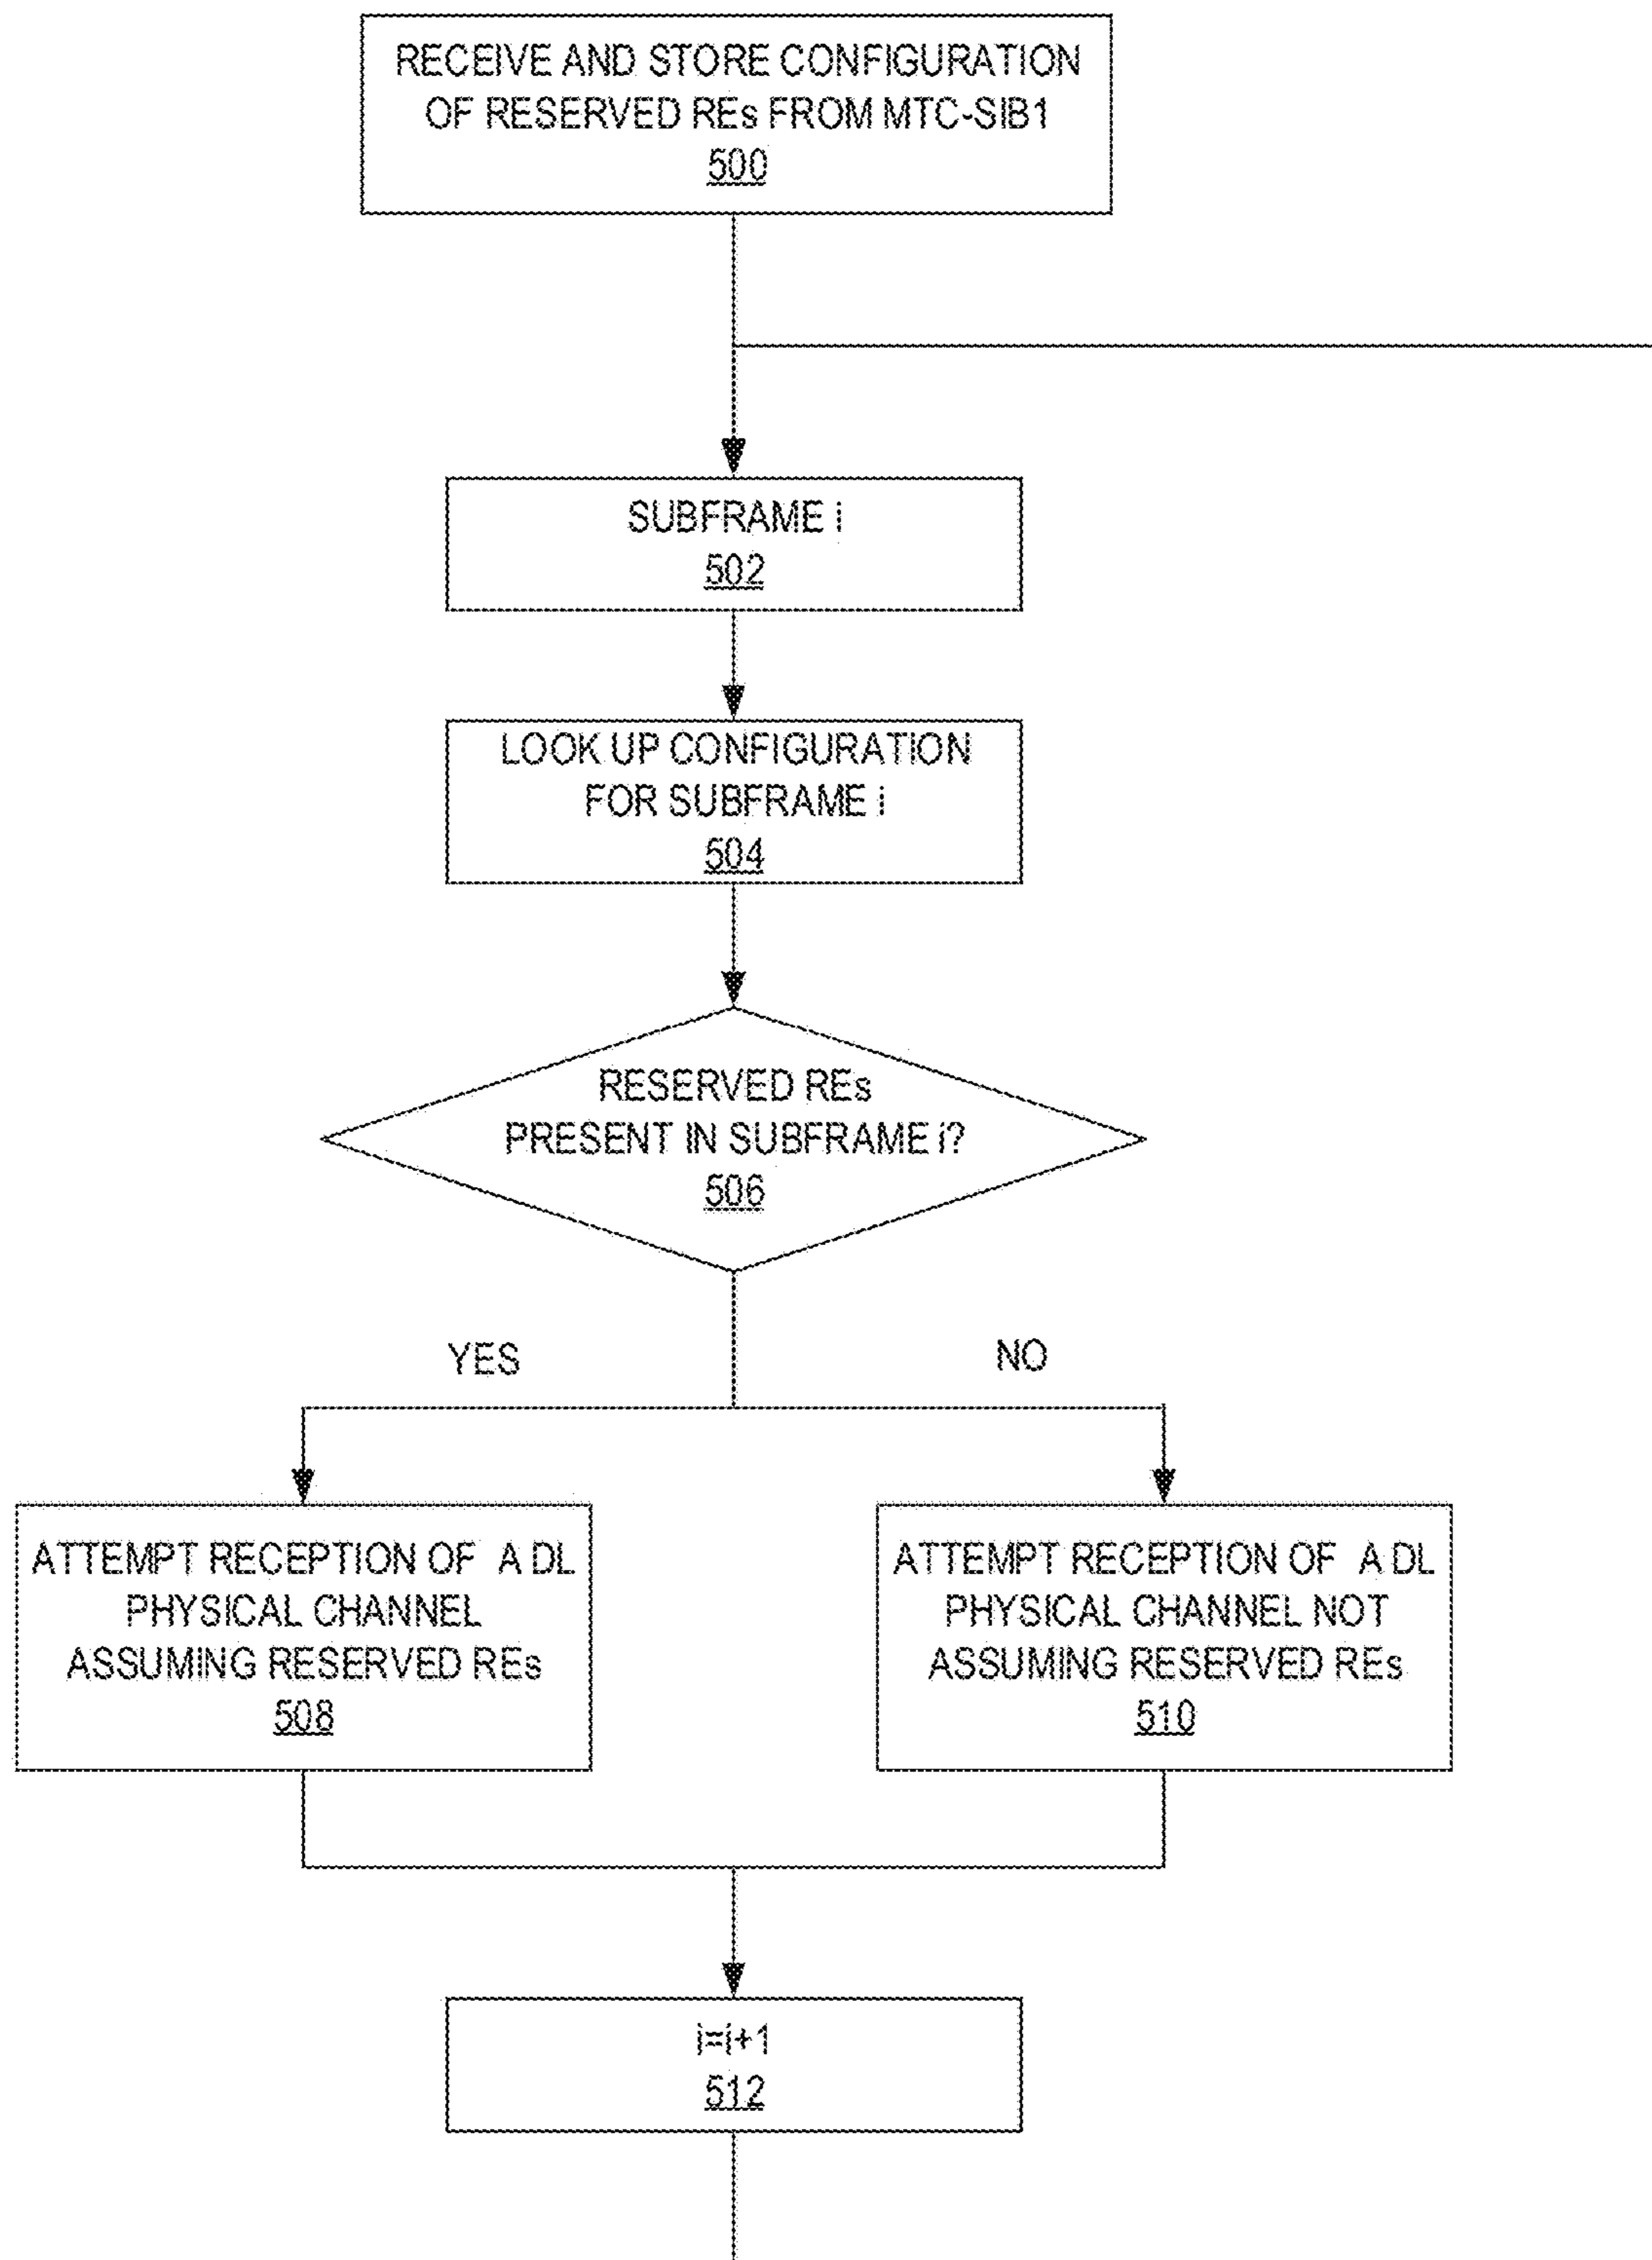 RECEIVE AND STORE CONFIGURATION
OF RESERVED REs FROM MTC-SIB1
500
SUBFRAME i
502
LOOK UP CONFIGURATION
FOR SUBFRAME i
504
RESERVED REs
PRESENT IN SUBFRAME i?
506
YES
NO
ATTEMPT RECEPTION OF A DL
PHYSICAL CHANNEL
ASSUMING RESERVED REs
508
ATTEMPT RECEPTION OF A DL
PHYSICAL CHANNEL NOT
ASSUMING RESERVED REs
510
i=i+1
512